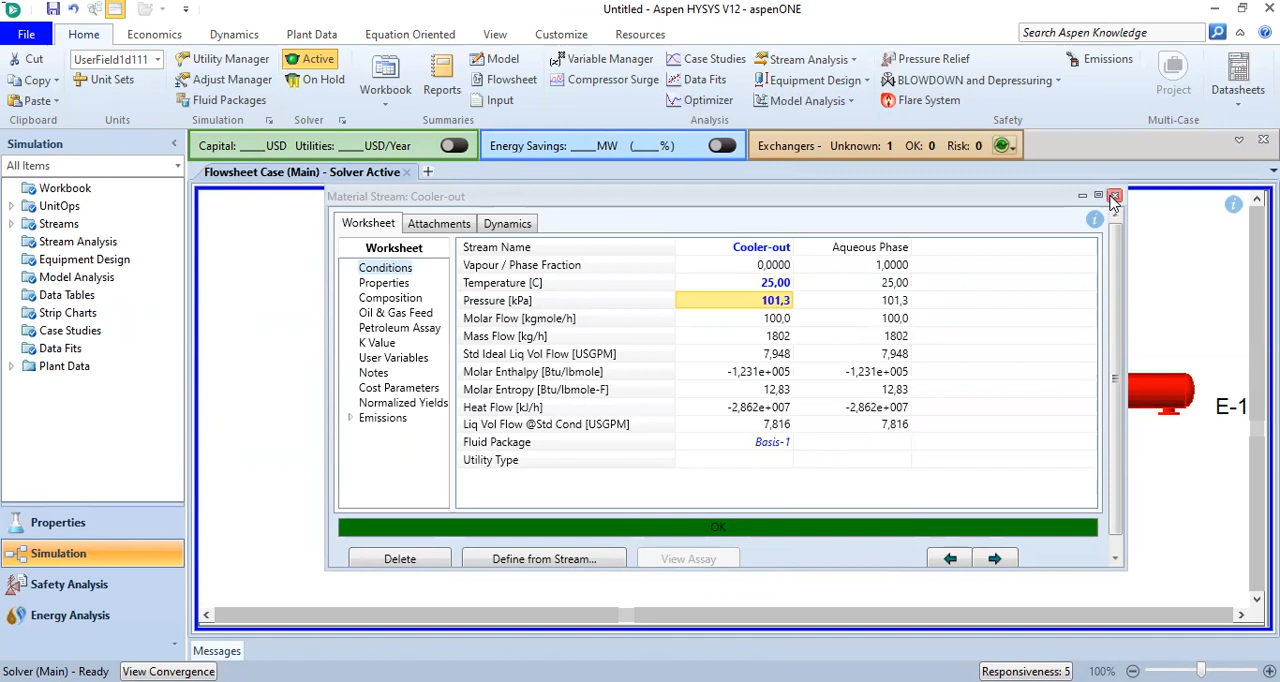 Untitled - Aspen HYSYS V12 - aspenONE
File Home Economics Dynamics Plant Data Equation Oriented View Customize Resources Search Aspen Knowledge
Cut UserField1d111 Utility Manager Active Model Variable Manager Case Studies Stream Analysis Pressure Relief Emissions
Copy Unit Sets Adjust Manager On Hold Workbook Reports Flowsheet Compressor Surge Data Fits Equipment Design BLOWDOWN and Depressuring Project Datasheets
Paste Fluid Packages Input Optimizer Model Analysis Flare System
Clipboard Units Simulation Solver Summaries Analysis Safety Multi-Case
Simulation Capital: ____USD Utilities: ____USD/Year Energy Savings: ____MW (____%) Exchangers - Unknown: 1 OK: 0 Risk: 0
All Items Flowsheet Case (Main) - Solver Active
Workbook
UnitOps
Streams
Stream Analysis
Equipment Design
Model Analysis
Data Tables
Strip Charts
Case Studies
Data Fits
Plant Data
Properties
Simulation
Safety Analysis
Energy Analysis
Material Stream: Cooler-out
Worksheet Attachments Dynamics
Worksheet
Conditions
Properties
Composition
Oil & Gas Feed
Petroleum Assay
K Value
User Variables
Notes
Cost Parameters
Normalized Yields
Emissions
Stream Name Cooler-out Aqueous Phase
Vapour / Phase Fraction 0,0000 1,0000
Temperature [C] 25,00 25,00
Pressure [kPa] 101,3 101,3
Molar Flow [kgmole/h] 100,0 100,0
Mass Flow [kg/h] 1802 1802
Std Ideal Liq Vol Flow [USGPM] 7,948 7,948
Molar Enthalpy [Btu/lbmole] -1,231e+005 -1,231e+005
Molar Entropy [Btu/lbmole-F] 12,83 12,83
Heat Flow [kJ/h] -2,862e+007 -2,862e+007
Liq Vol Flow @Std Cond [USGPM] 7,816 7,816
Fluid Package Basis-1
Utility Type
OK
Delete Define from Stream... View Assay
E-1
Messages
Solver (Main) - Ready View Convergence Responsiveness: 5 100%